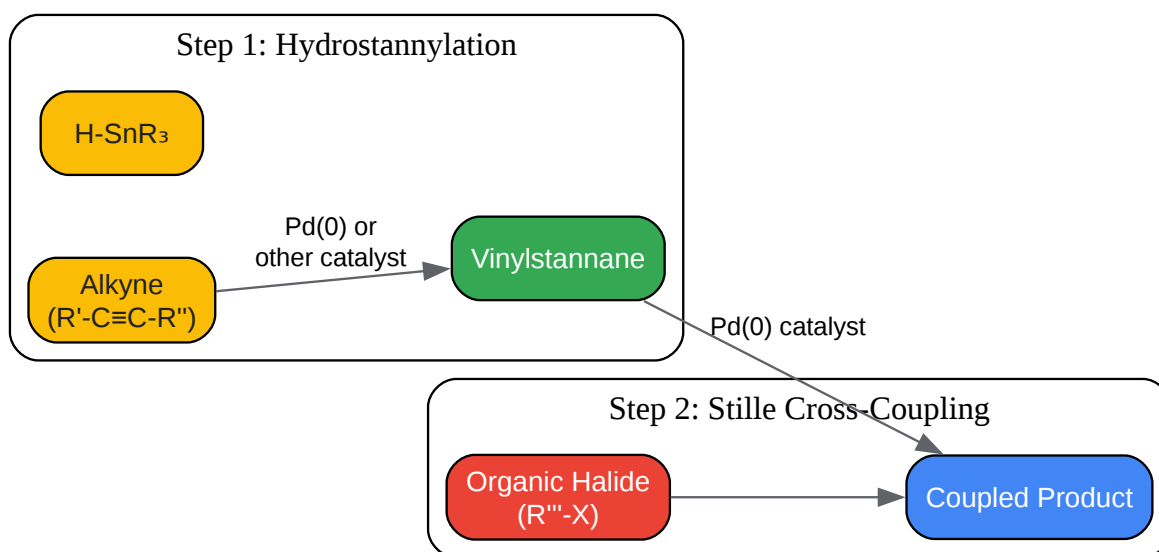 Step 1: Hydrostannylation
H-SnR₃
Pd(0) or
other catalyst
Alkyne
(R'-C≡C-R'')
Vinylstannane
Pd(0) catalyst
Step 2: Stille Cross-Coupling
Organic Halide
(R'''-X)
Coupled Product